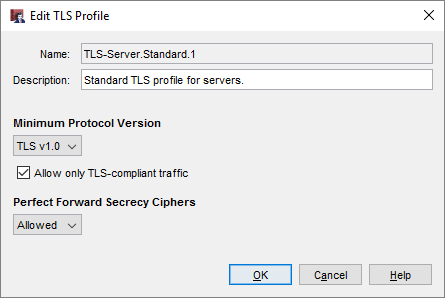 Edit TLS Profile
Name: TLS-Server.Standard.1
Description: Standard TLS profile for servers.
Minimum Protocol Version
TLS v1.0
Allow only TLS-compliant traffic
Perfect Forward Secrecy Ciphers
Allowed
OK Cancel Help